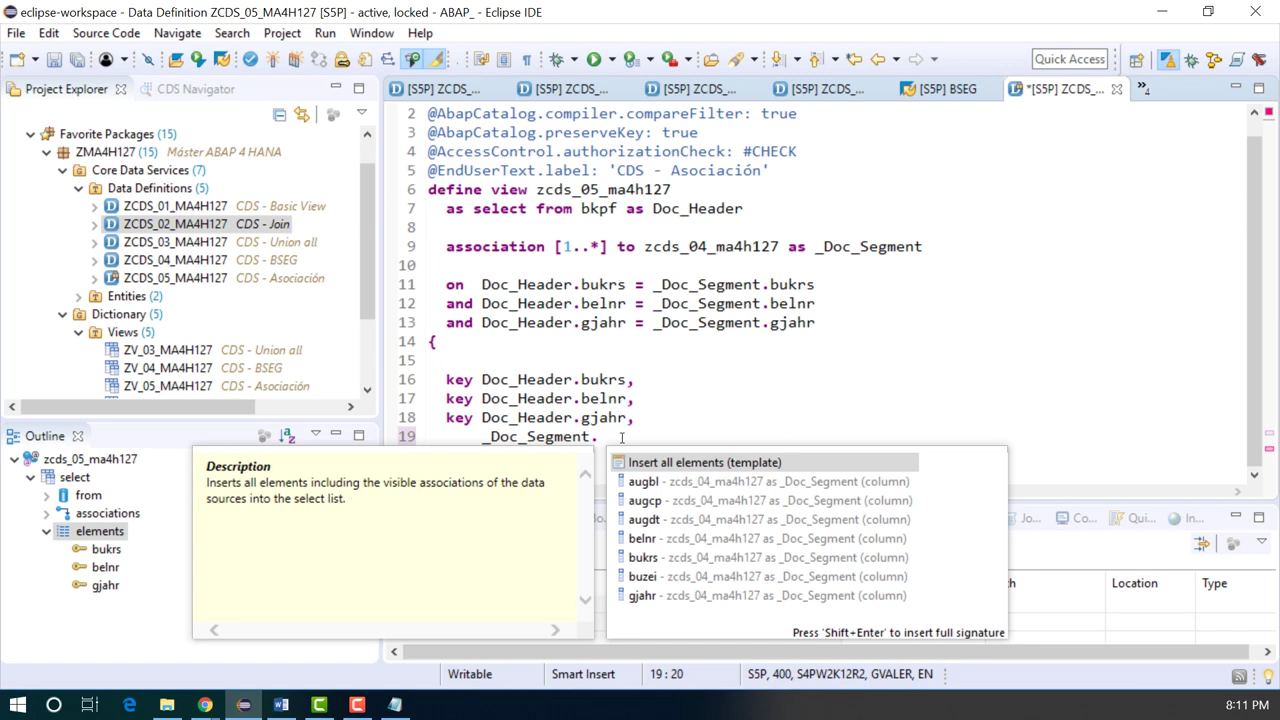 eclipse-workspace - Data Definition ZCDS_05_MA4H127 [S5P] - active, locked - ABAP_ - Eclipse IDE
File Edit Source Code Navigate Search Project Run Window Help
Quick Access
Project Explorer CDS Navigator
[S5P] ZCDS_... [S5P] ZCDS_... [S5P] ZCDS_... [S5P] ZCDS_... [S5P] BSEG *[S5P] ZCDS_... »4
Favorite Packages (15)
ZMA4H127 (15) Máster ABAP 4 HANA
Core Data Services (7)
Data Definitions (5)
ZCDS_01_MA4H127 CDS - Basic View
ZCDS_02_MA4H127 CDS - Join
ZCDS_03_MA4H127 CDS - Union all
ZCDS_04_MA4H127 CDS - BSEG
ZCDS_05_MA4H127 CDS - Asociación
Entities (2)
Dictionary (5)
Views (5)
ZV_03_MA4H127 CDS - Union all
ZV_04_MA4H127 CDS - BSEG
ZV_05_MA4H127 CDS - Asociación
2 @AbapCatalog.compiler.compareFilter: true
3 @AbapCatalog.preserveKey: true
4 @AccessControl.authorizationCheck: #CHECK
5 @EndUserText.label: 'CDS - Asociación'
6 define view zcds_05_ma4h127
7 as select from bkpf as Doc_Header
8
9 association [1..*] to zcds_04_ma4h127 as _Doc_Segment
10
11 on Doc_Header.bukrs = _Doc_Segment.bukrs
12 and Doc_Header.belnr = _Doc_Segment.belnr
13 and Doc_Header.gjahr = _Doc_Segment.gjahr
14 {
15
16 key Doc_Header.bukrs,
17 key Doc_Header.belnr,
18 key Doc_Header.gjahr,
19 _Doc_Segment.
Outline
zcds_05_ma4h127
select
from
associations
elements
bukrs
belnr
gjahr
Description
Inserts all elements including the visible associations of the data
sources into the select list.
Insert all elements (template)
augbl - zcds_04_ma4h127 as _Doc_Segment (column)
augcp - zcds_04_ma4h127 as _Doc_Segment (column)
augdt - zcds_04_ma4h127 as _Doc_Segment (column)
belnr - zcds_04_ma4h127 as _Doc_Segment (column)
bukrs - zcds_04_ma4h127 as _Doc_Segment (column)
buzei - zcds_04_ma4h127 as _Doc_Segment (column)
gjahr - zcds_04_ma4h127 as _Doc_Segment (column)
Press 'Shift+Enter' to insert full signature
Jo... Co... Qui... In...
Location Type
Writable Smart Insert 19 : 20 S5P, 400, S4PW2K12R2, GVALER, EN
8:11 PM